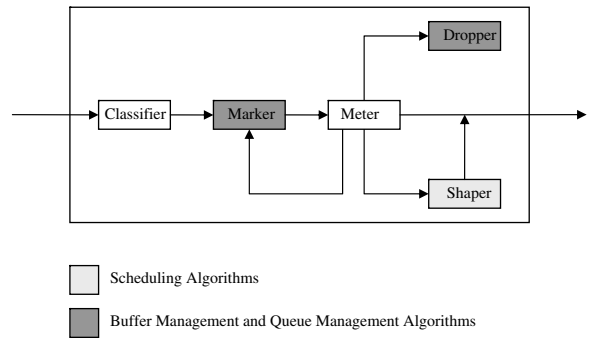 Dropper
Classifier
Marker
Meter
Shaper
Scheduling Algorithms
Buffer Management and Queue Management Algorithms